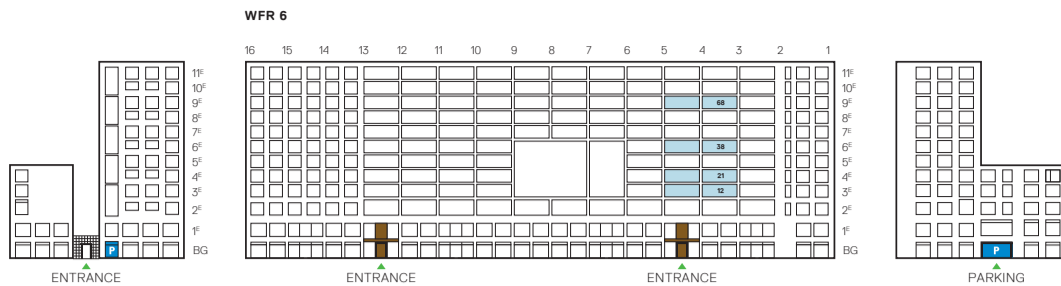 WFR 6
16 15 14 13 12 11 10 9 8 7 6 5 4 3 2 1
11E 11E 11E
10E 10E 10E
9E 68 9E
8E 8E
7E 7E
6E 38 6E
5E 5E
4E 21 4E
3E 12 3E
2E 2E
1E 1E
P BG BG P
ENTRANCE ENTRANCE ENTRANCE PARKING